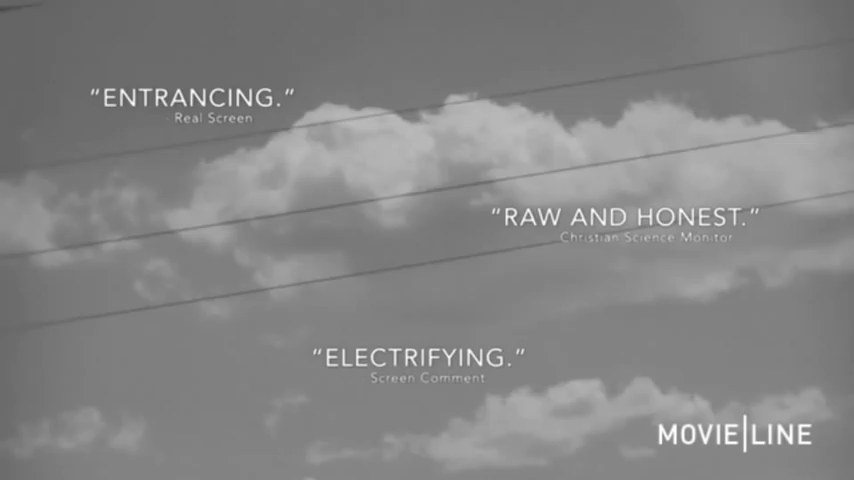 “ENTRANCING.”
Real Screen
“RAW AND HONEST.”
Christian Science Monitor
“ELECTRIFYING.”
Screen Comment
MOVIE|LINE